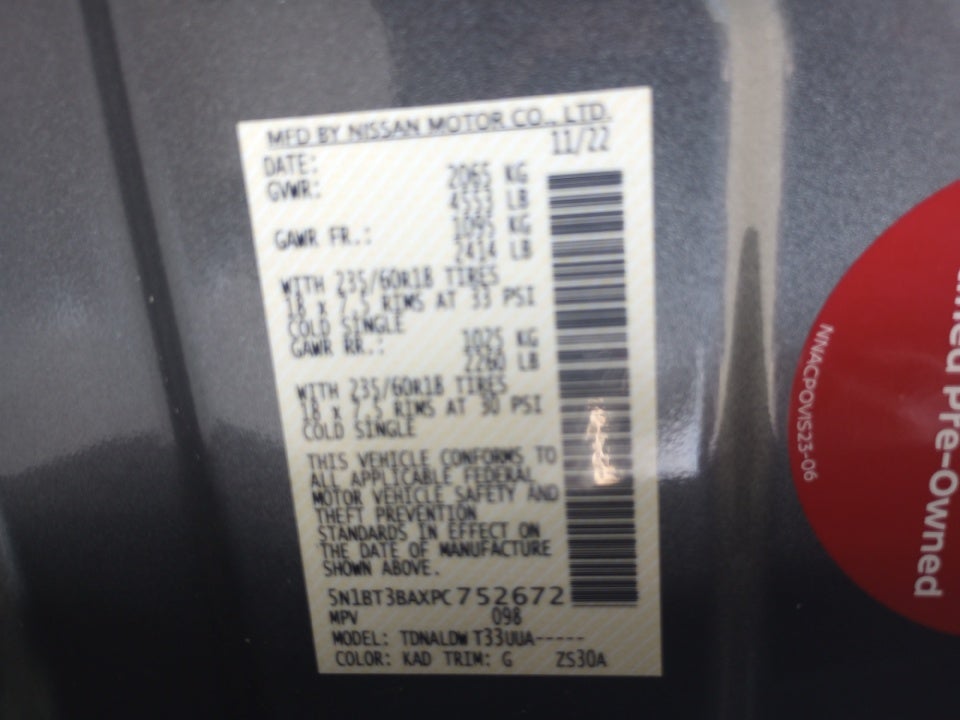 MFD BY NISSAN MOTOR CO., LTD.
DATE: 11/22
GVWR: 2065 KG
4553 LB
GAWR FR.: 1095 KG
2414 LB
WITH 235/60R18 TIRES
18 x 7.5 RIMS AT 33 PSI
COLD SINGLE
GAWR RR.: 1025 KG
2260 LB
WITH 235/60R18 TIRES
18 x 7.5 RIMS AT 30 PSI
COLD SINGLE
THIS VEHICLE CONFORMS TO
ALL APPLICABLE FEDERAL
MOTOR VEHICLE SAFETY AND
THEFT PREVENTION
STANDARDS IN EFFECT ON
THE DATE OF MANUFACTURE
SHOWN ABOVE.
5N1BT3BAXPC752672
MPV 098
MODEL: TDNALDW T33UUA-----
COLOR: KAD TRIM: G ZS30A
Pre-Owned
NNACPOVIS23-06